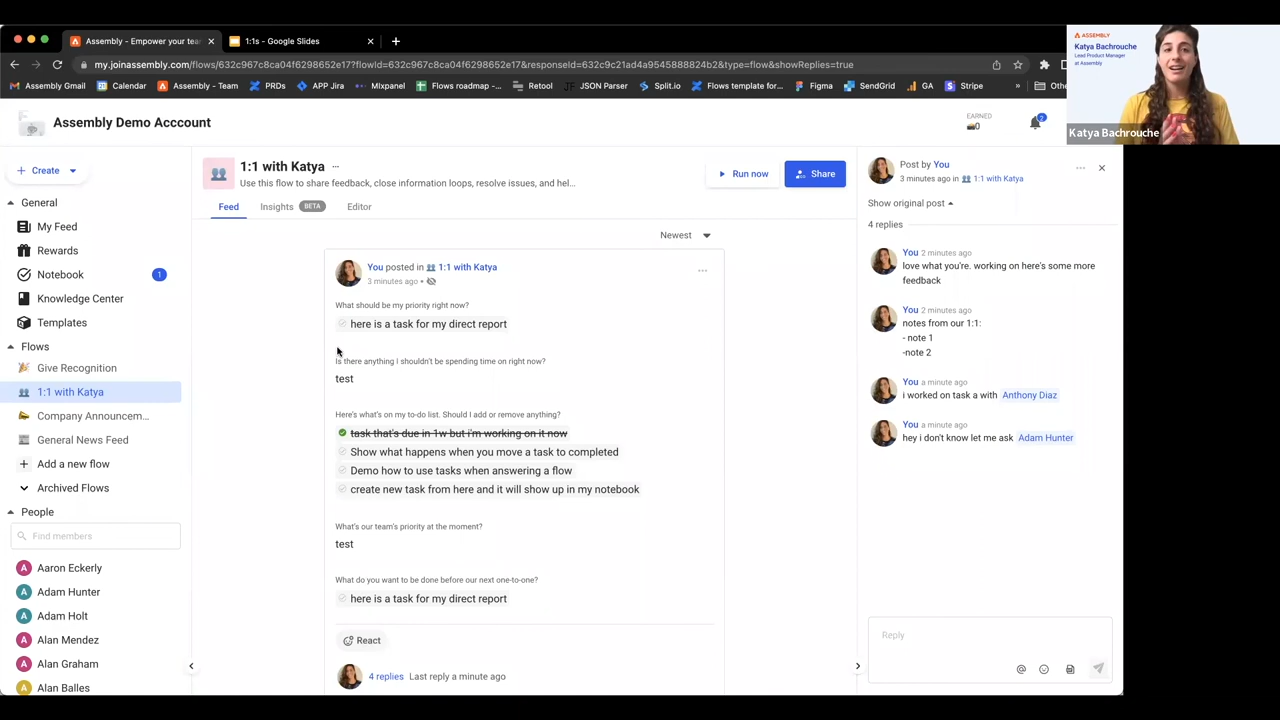 Assembly - Empower your tea
1:1s - Google Slides
my.joinassembly.com/flows/632c967c8ca04f6298652e17?flowId=
reto=true
Assembly Gmail
Calendar
Assembly - Team
PRDs
APP Jira
Mixpanel
Flows roadmap -...
Retool
JSON Parser
Split.io
Flows template for...
Figma
SendGrid
GA
Stripe
»
ASSEMBLY
Katya Bachrouche
Lead Product Manager
at Assembly
Katya Bachrouche
Assembly Demo Acccount
EARNED
0
2
+ Create
General
My Feed
Rewards
Notebook
1
Knowledge Center
Templates
Flows
Give Recognition
1:1 with Katya
Company Announcem...
General News Feed
+ Add a new flow
Archived Flows
People
Find members
A Aaron Eckerly
A Adam Hunter
A Adam Holt
A Alan Mendez
A Alan Graham
A Alan Balles
1:1 with Katya ...
Use this flow to share feedback, close information loops, resolve issues, and hel...
Run now
Share
Feed
Insights BETA
Editor
Newest
You posted in 1:1 with Katya
3 minutes ago •
What should be my priority right now?
here is a task for my direct report
Is there anything I shouldn't be spending time on right now?
test
Here's what's on my to-do list. Should I add or remove anything?
task that's due in 1w but i'm working on it now
Show what happens when you move a task to completed
Demo how to use tasks when answering a flow
create new task from here and it will show up in my notebook
What's our team's priority at the moment?
test
What do you want to be done before our next one-to-one?
here is a task for my direct report
React
4 replies Last reply a minute ago
Post by You
3 minutes ago in 1:1 with Katya
Show original post
4 replies
You 2 minutes ago
love what you're. working on here's some more
feedback
You 2 minutes ago
notes from our 1:1:
- note 1
-note 2
You a minute ago
i worked on task a with Anthony Diaz
You a minute ago
hey i don't know let me ask Adam Hunter
Reply